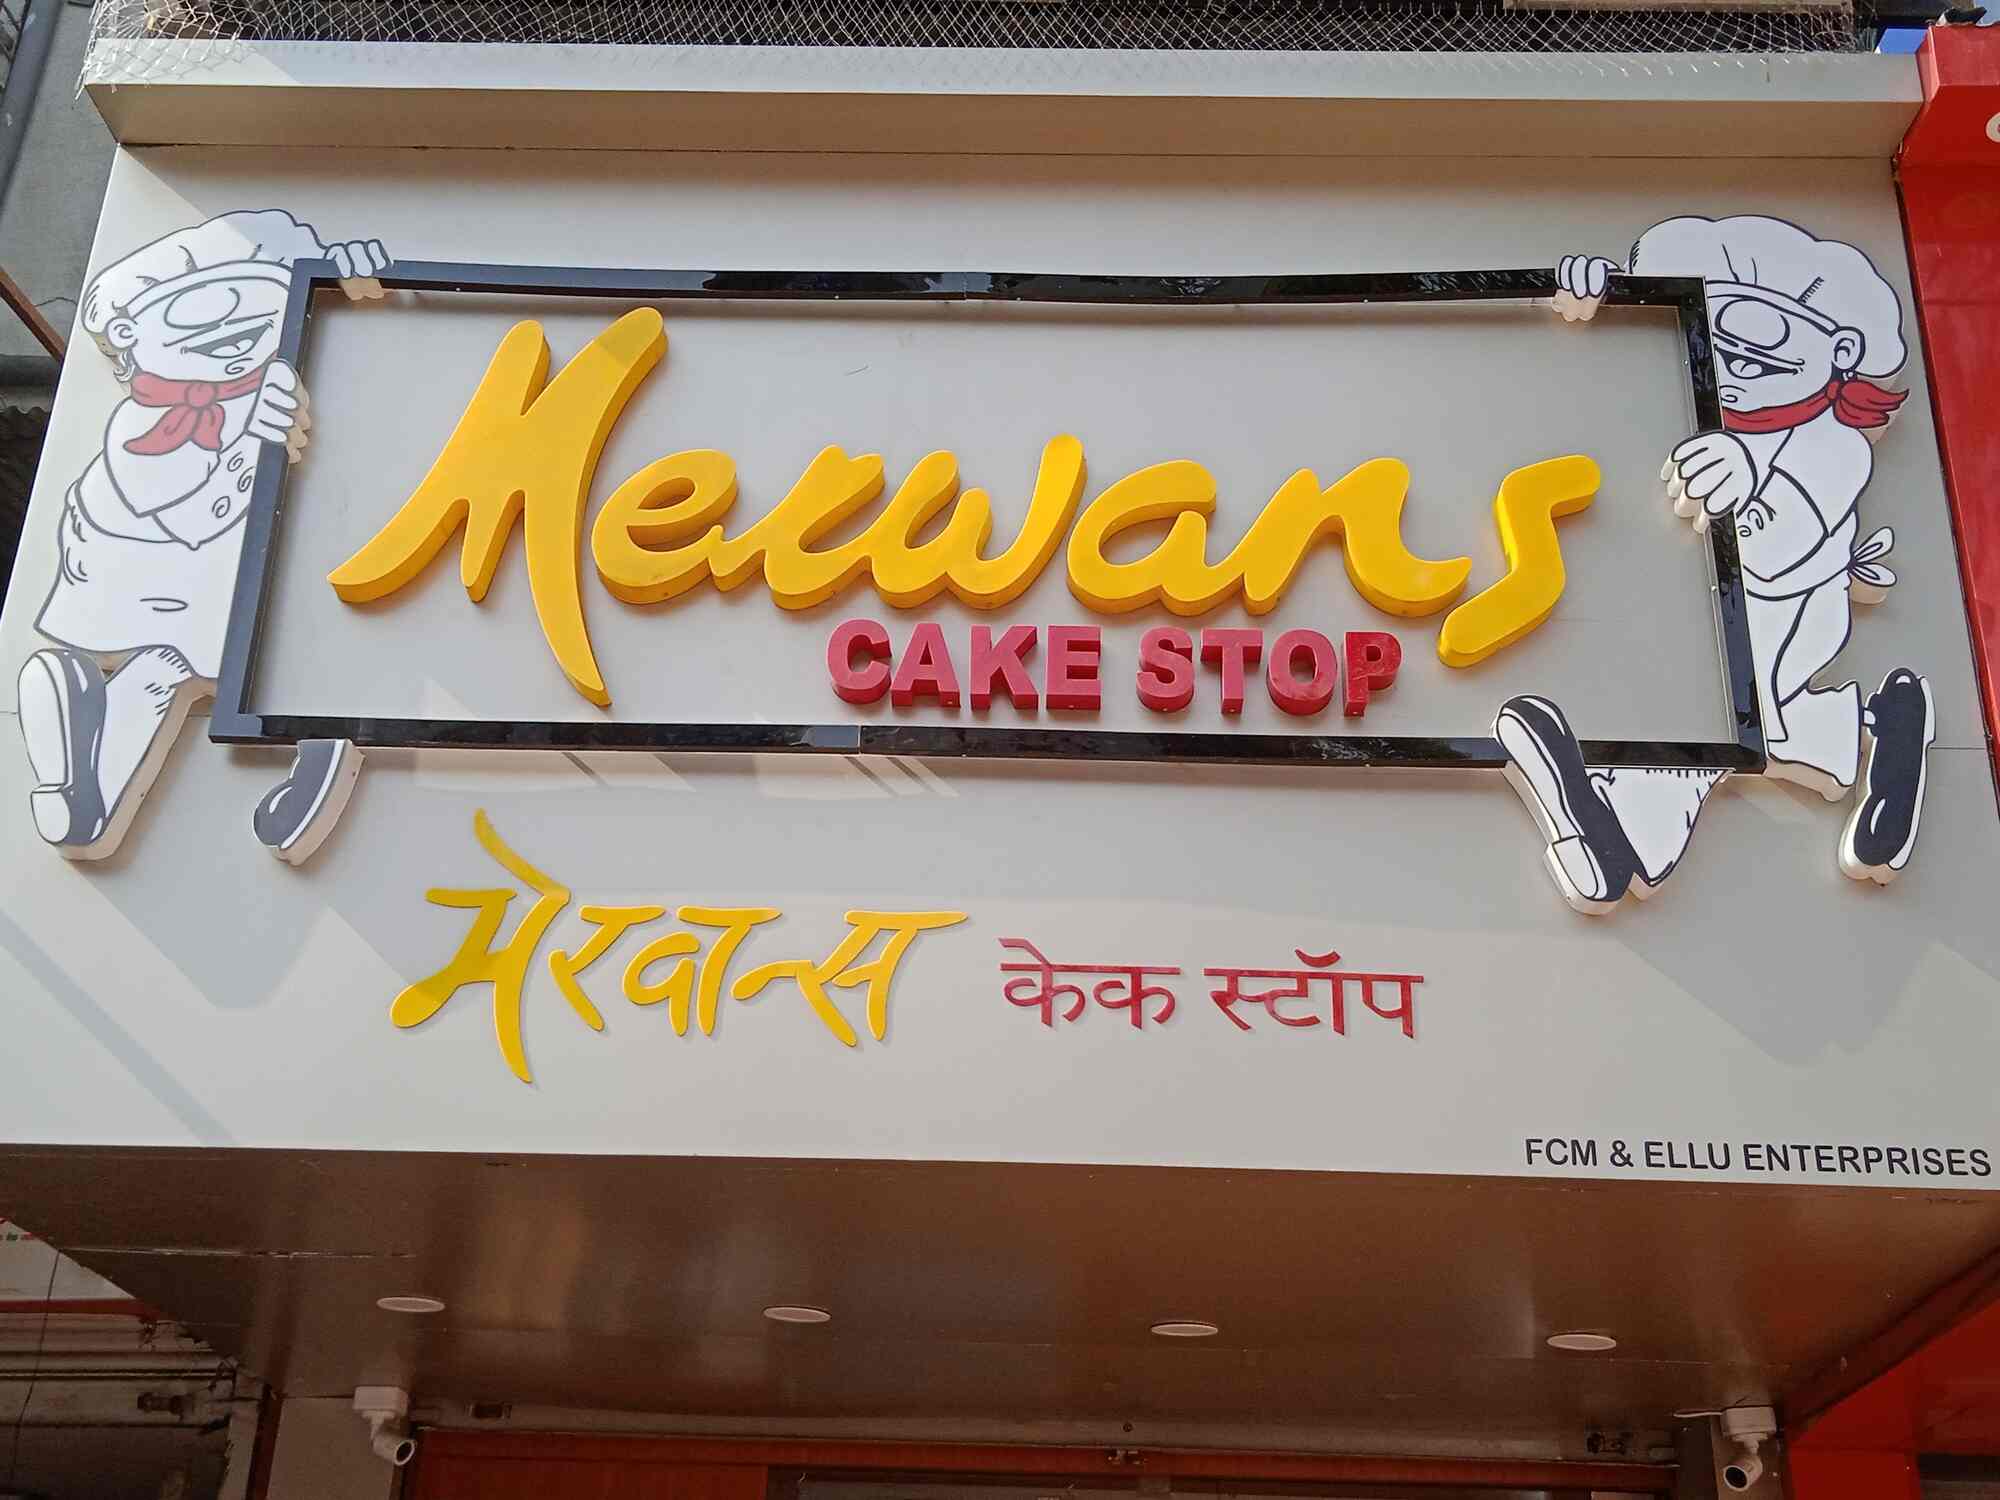 Merwans
CAKE STOP
मेरवान्स केक स्टॉप
FCM & ELLU ENTERPRISES